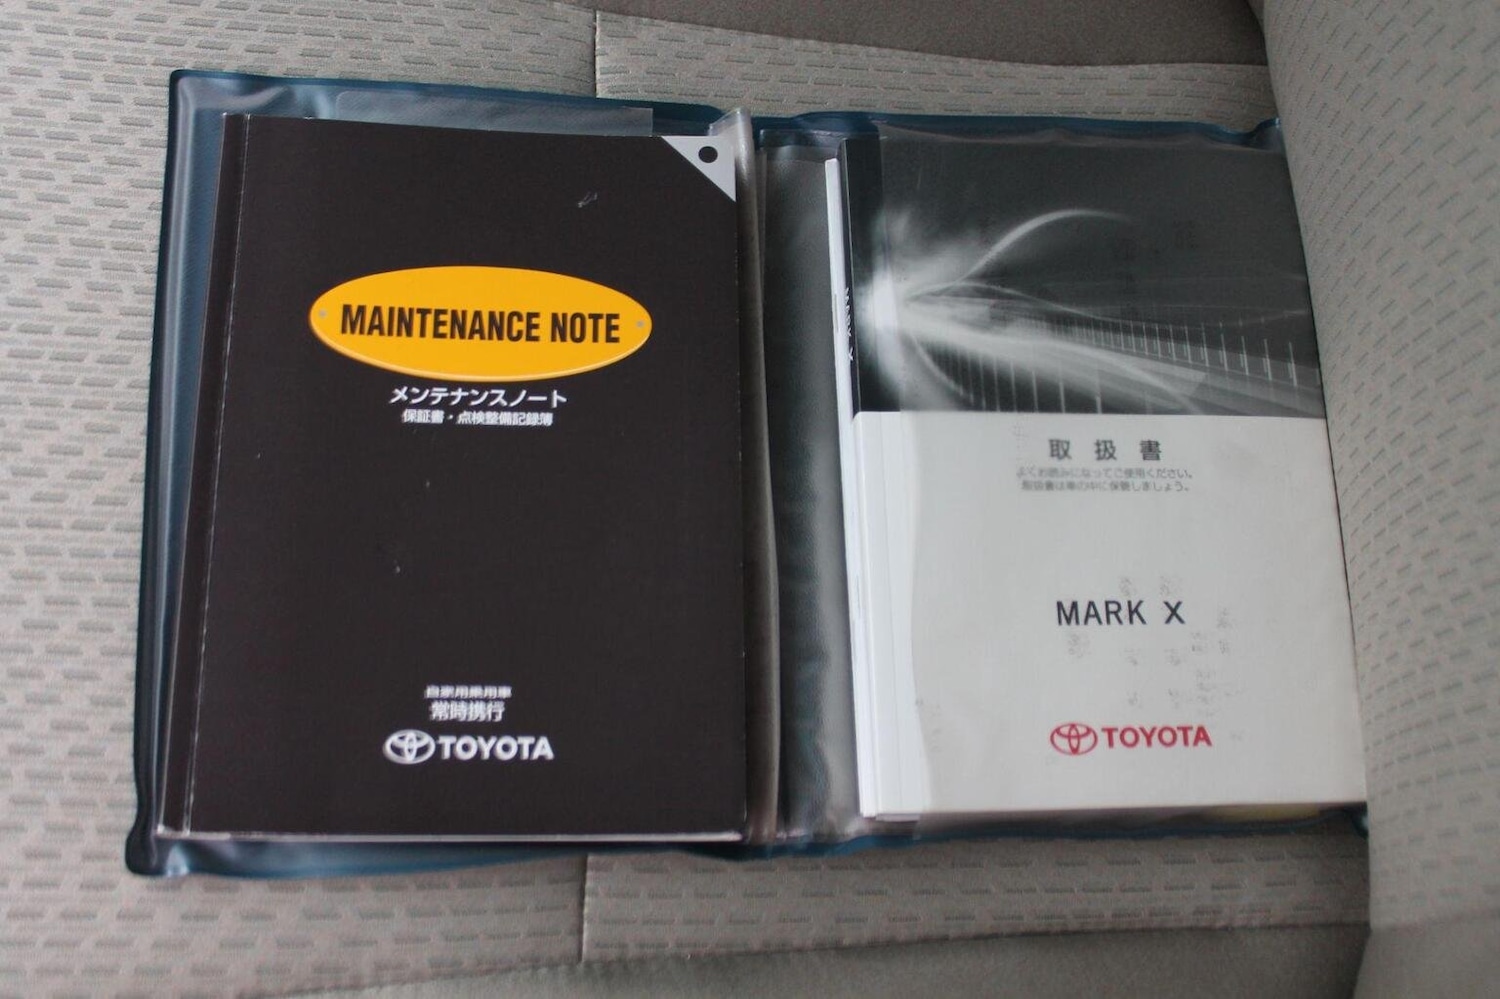 MAINTENANCE NOTE
メンテナンスノート
保証書・点検整備記録簿
自家用乗用車
常時携行
TOYOTA
取扱書
よくお読みになってご使用ください。
取扱書は車の中に保管しましょう。
MARK X
TOYOTA